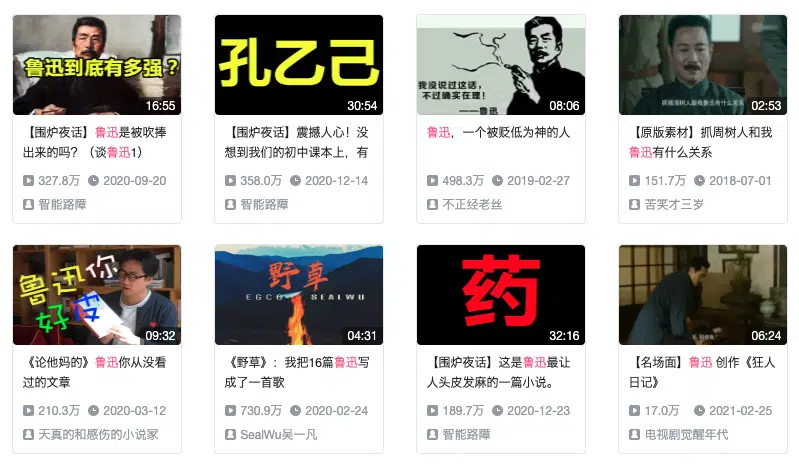 鲁迅到底有多强？
16:55
【围炉夜话】鲁迅是被吹捧
出来的吗？（谈鲁迅1）
327.8万 2020-09-20
智能路障
孔乙己
30:54
【围炉夜话】震撼人心！没
想到我们的初中课本上，有
358.0万 2020-12-14
智能路障
我没说过这话，
不过确实在理！
——鲁迅
08:06
鲁迅，一个被贬低为神的人
498.3万 2019-02-27
不正经老丝
抓捕周树人跟我鲁迅有什么关系
02:53
【原版素材】抓周树人和我
鲁迅有什么关系
151.7万 2018-07-01
苦笑才三岁
鲁迅你
好皮
09:32
《论他妈的》鲁迅你从没看
过的文章
210.3万 2020-03-12
天真的和感伤的小说家
野草
EGCO SEALWU
04:31
《野草》：我把16篇鲁迅写
成了一首歌
730.9万 2020-02-24
SealWu吴一凡
药
32:16
【围炉夜话】这是鲁迅最让
人头皮发麻的一篇小说。
189.7万 2020-12-23
智能路障
06:24
【名场面】鲁迅 创作《狂人
日记》
17.0万 2021-02-25
电视剧觉醒年代